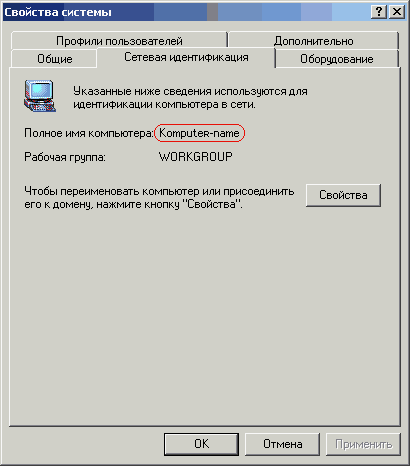 Свойства системы
Профили пользователей Дополнительно
Общие Сетевая идентификация Оборудование
Указанные ниже сведения используются для
идентификации компьютера в сети.
Полное имя компьютера: Komputer-name
Рабочая группа: WORKGROUP
Чтобы переименовать компьютер или присоединить
его к домену, нажмите кнопку "Свойства".
Свойства
OK Отмена Применить